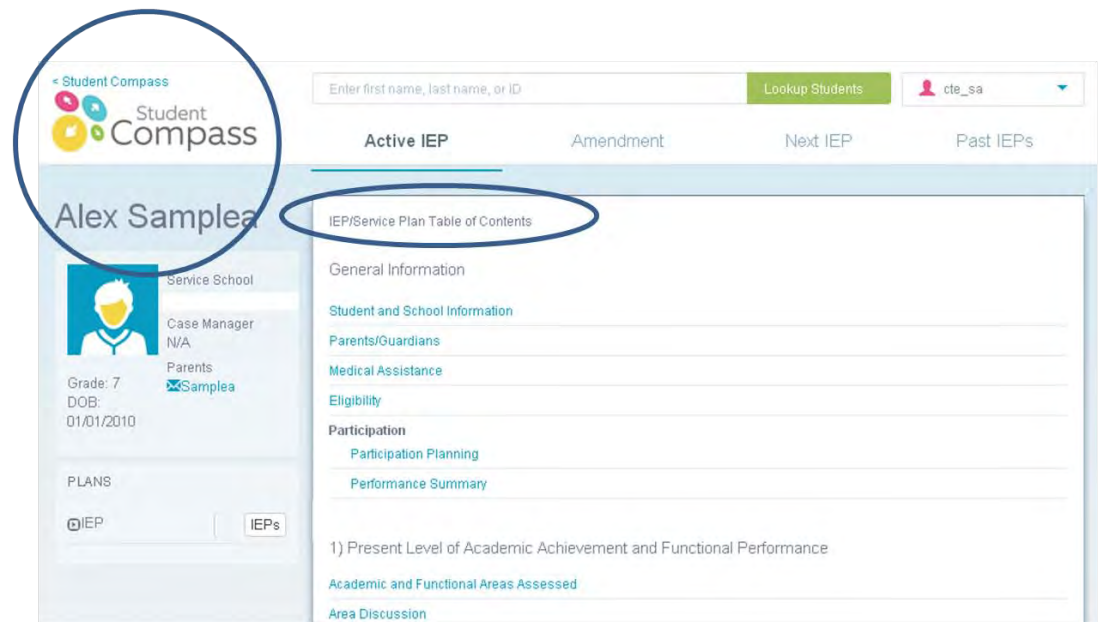 < Student Compass
Student
Compass
Enter first name, last name, or ID
Lookup Students
cte_sa
Active IEP
Amendment
Next IEP
Past IEPs
Alex Samplea
Service School
Case Manager
N/A
Parents
Samplea
Grade: 7
DOB:
01/01/2010
PLANS
IEP
IEPs
IEP/Service Plan Table of Contents
General Information
Student and School Information
Parents/Guardians
Medical Assistance
Eligibility
Participation
Participation Planning
Performance Summary
1) Present Level of Academic Achievement and Functional Performance
Academic and Functional Areas Assessed
Area Discussion